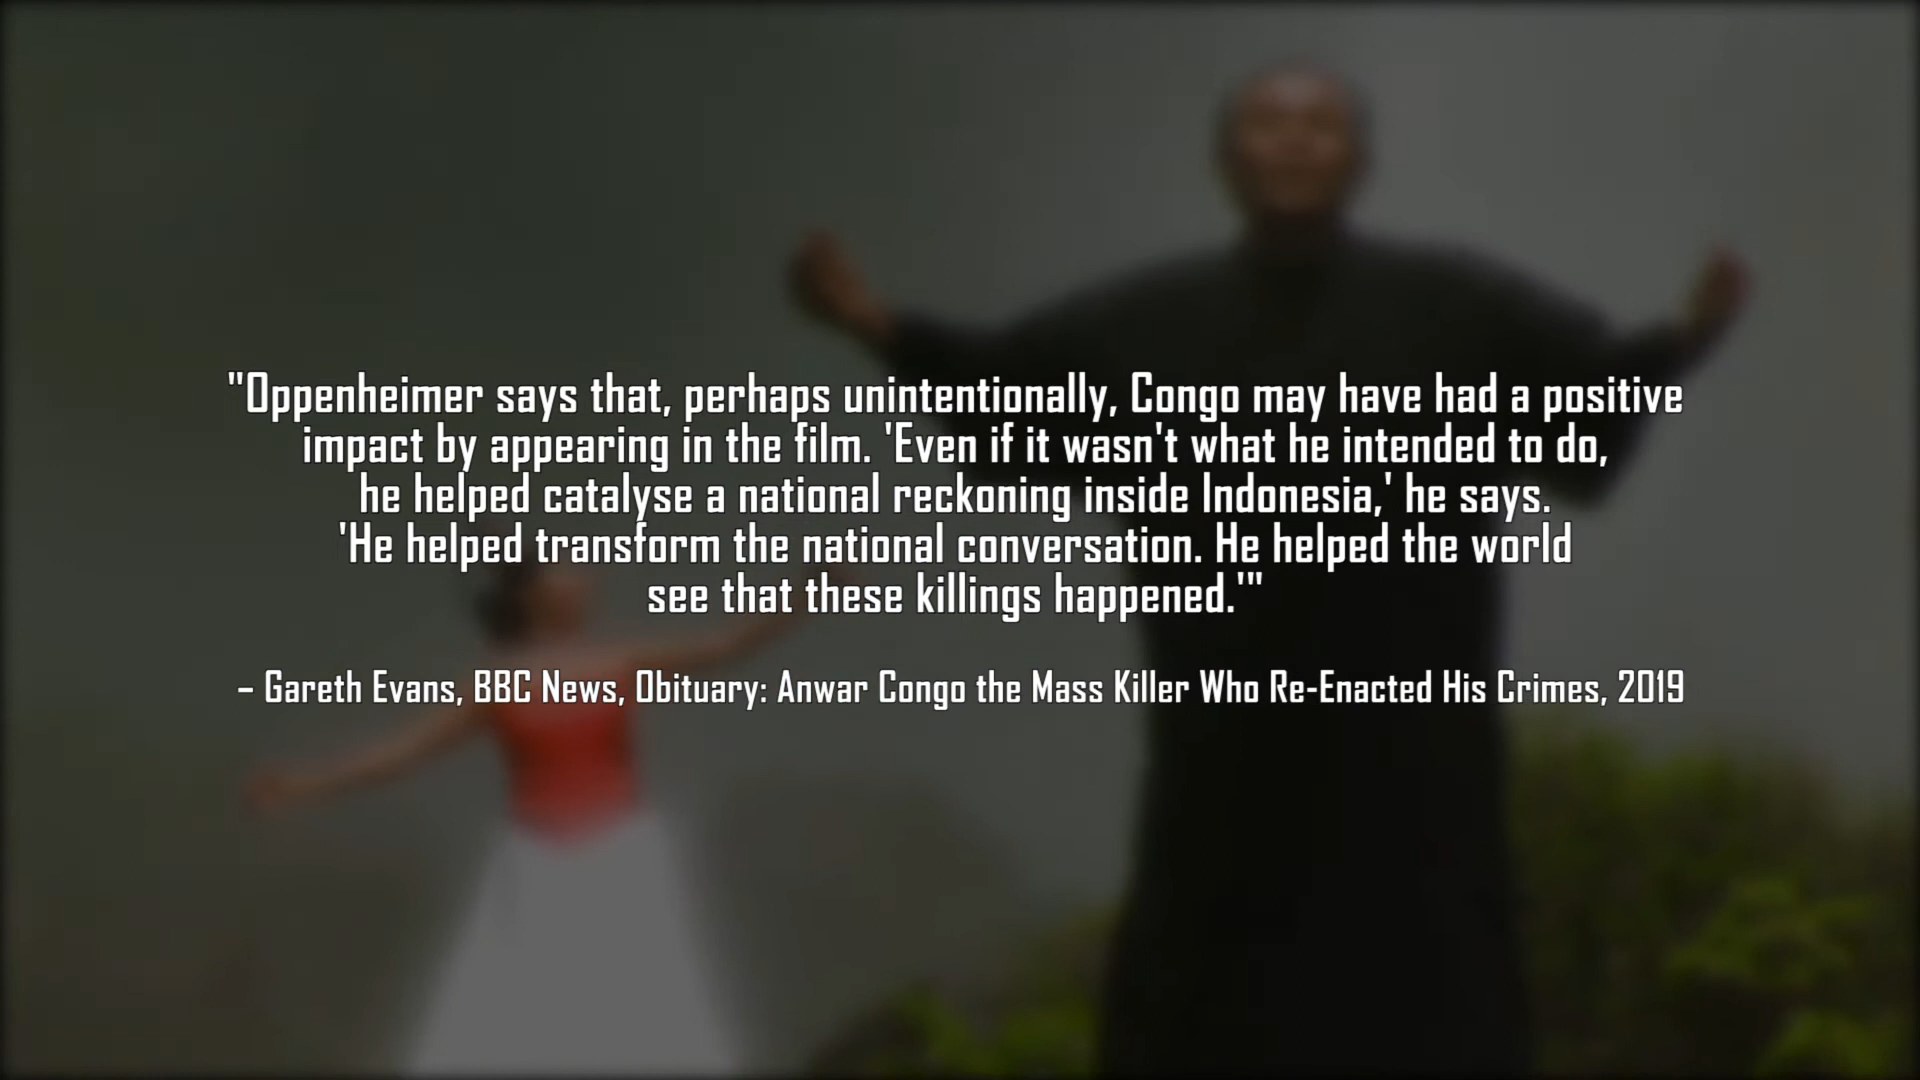 "Oppenheimer says that, perhaps unintentionally, Congo may have had a positive
impact by appearing in the film. 'Even if it wasn't what he intended to do,
he helped catalyse a national reckoning inside Indonesia,' he says.
'He helped transform the national conversation. He helped the world
see that these killings happened.'"
– Gareth Evans, BBC News, Obituary: Anwar Congo the Mass Killer Who Re-Enacted His Crimes, 2019